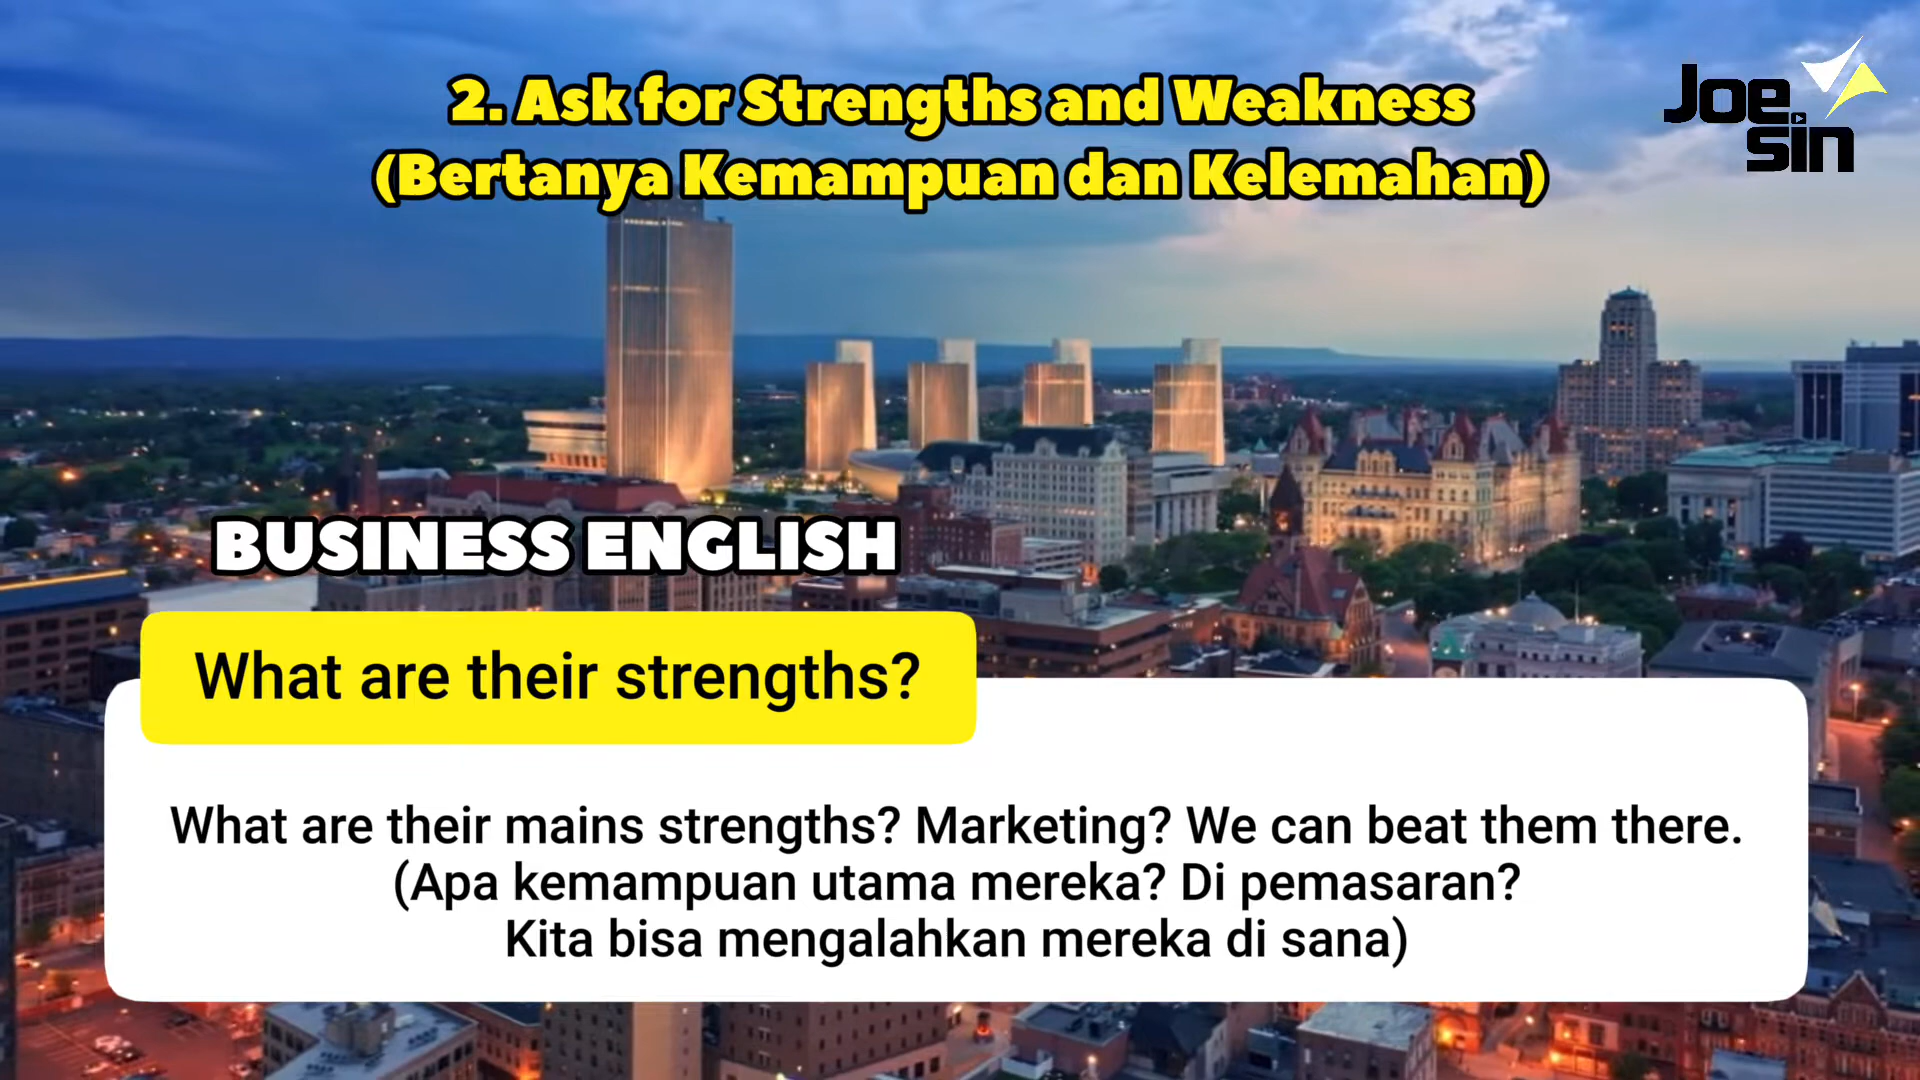 2. Ask for Strengths and Weakness
(Bertanya Kemampuan dan Kelemahan)
Joe
sin
BUSINESS ENGLISH
What are their strengths?
What are their mains strengths? Marketing? We can beat them there.
(Apa kemampuan utama mereka? Di pemasaran?
Kita bisa mengalahkan mereka di sana)